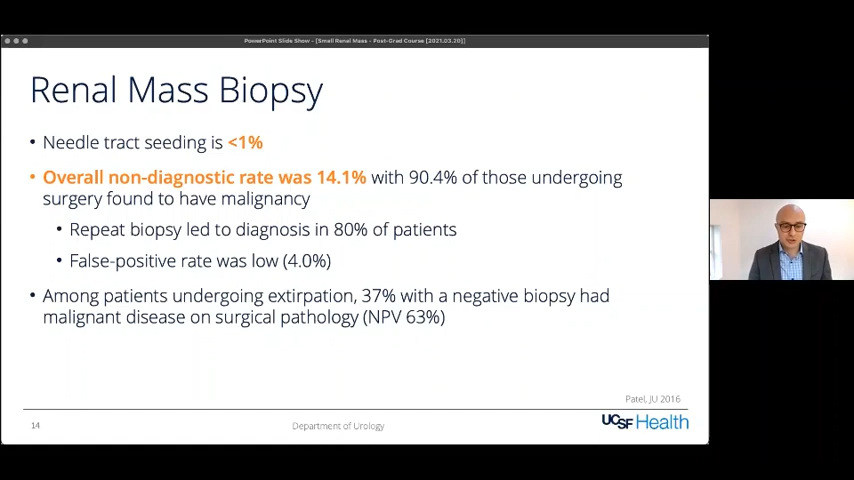 PowerPoint Slide Show - [Small Renal Mass - Post-Grad Course [2021.03.20]]
Renal Mass Biopsy
• Needle tract seeding is <1%
• Overall non-diagnostic rate was 14.1% with 90.4% of those undergoing
surgery found to have malignancy
• Repeat biopsy led to diagnosis in 80% of patients
• False-positive rate was low (4.0%)
• Among patients undergoing extirpation, 37% with a negative biopsy had
malignant disease on surgical pathology (NPV 63%)
Patel, JU 2016
14
Department of Urology
UCSF Health